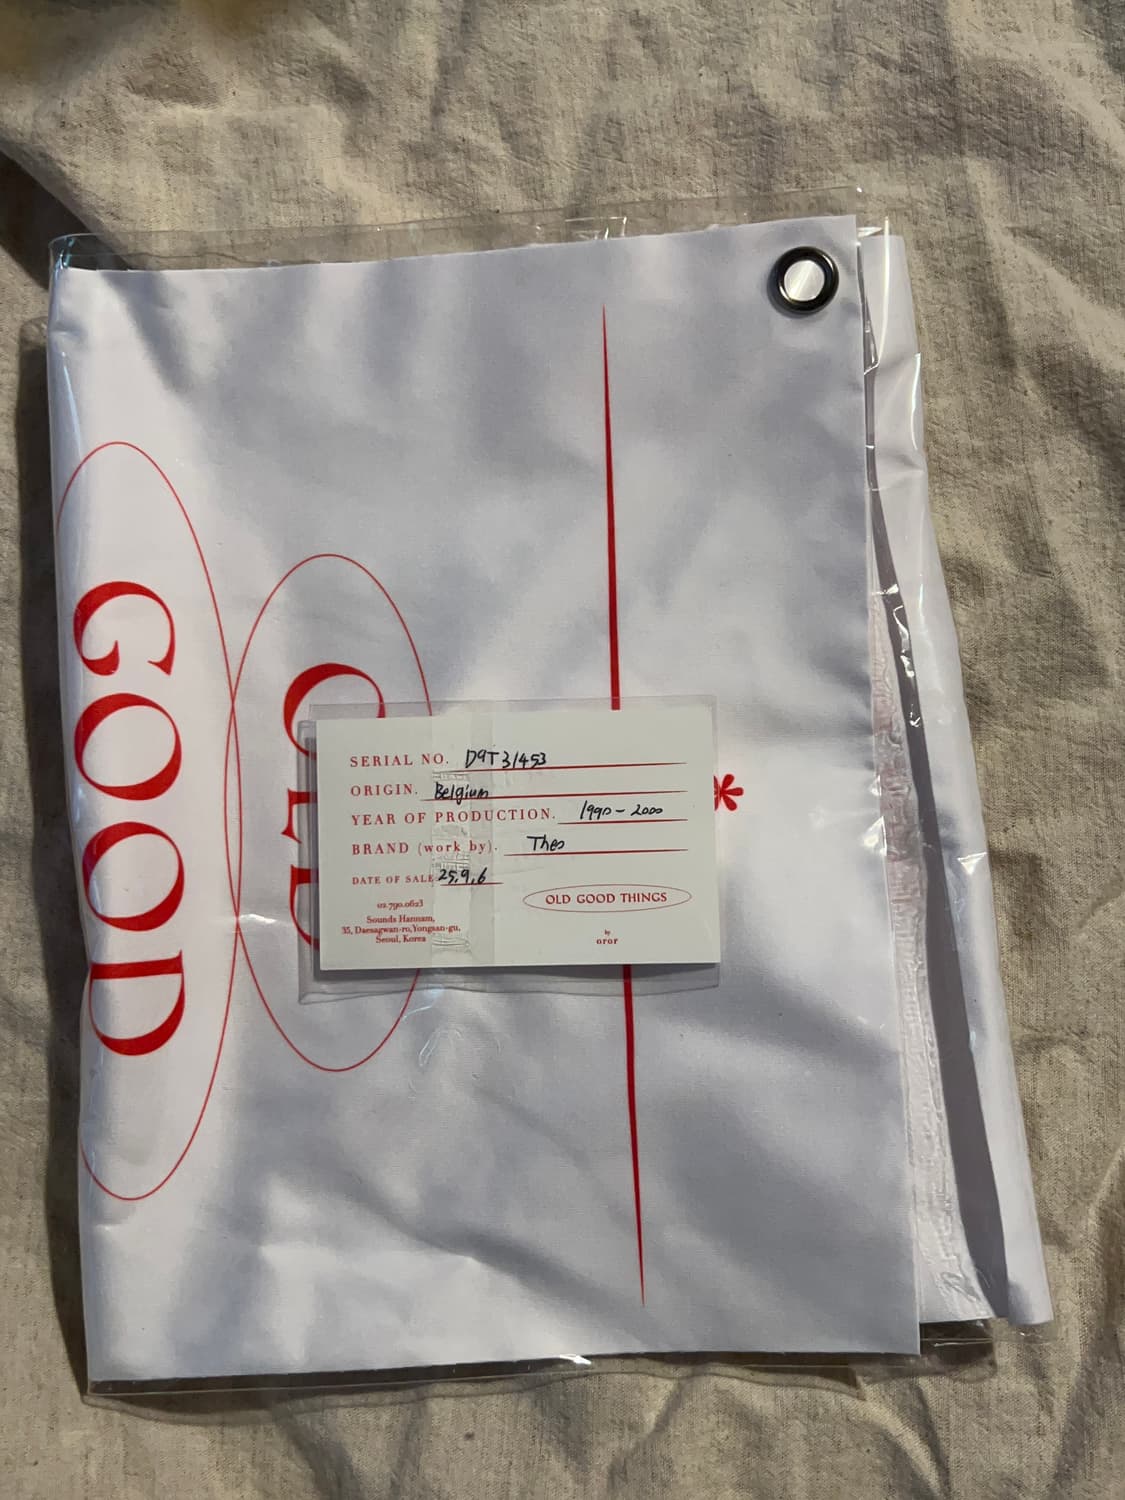 GOOD
OLD
*
SERIAL NO. D9T31453
ORIGIN. Belgium
YEAR OF PRODUCTION. 1990-2000
BRAND (work by). Theo
DATE OF SALE 25.9.6
02.790.0623
Sounds Hannam,
35, Daesagwan-ro, Yongsan-gu,
Seoul, Korea
OLD GOOD THINGS
by
oror